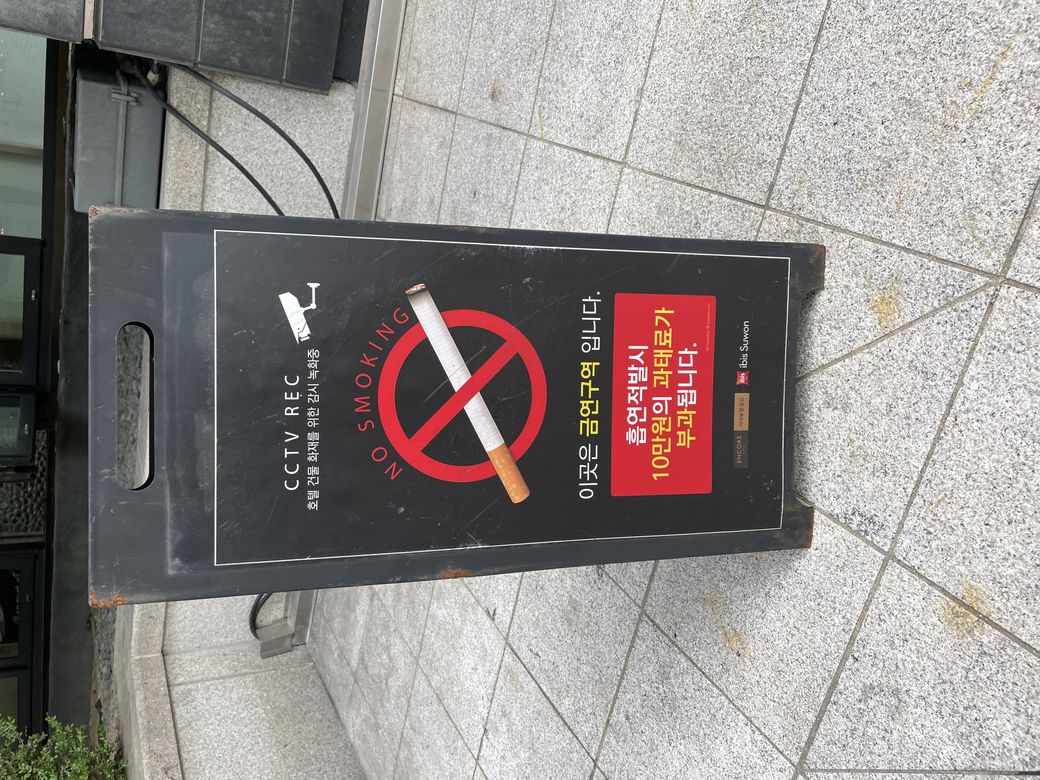 CCTV REC
호텔 건물 화재를 위한 감시 녹화중
NO SMOKING
이곳은 금연구역 입니다.
흡연적발시
10만원의 과태료가
부과됩니다.
ENCORE
ibis ibis Suwon